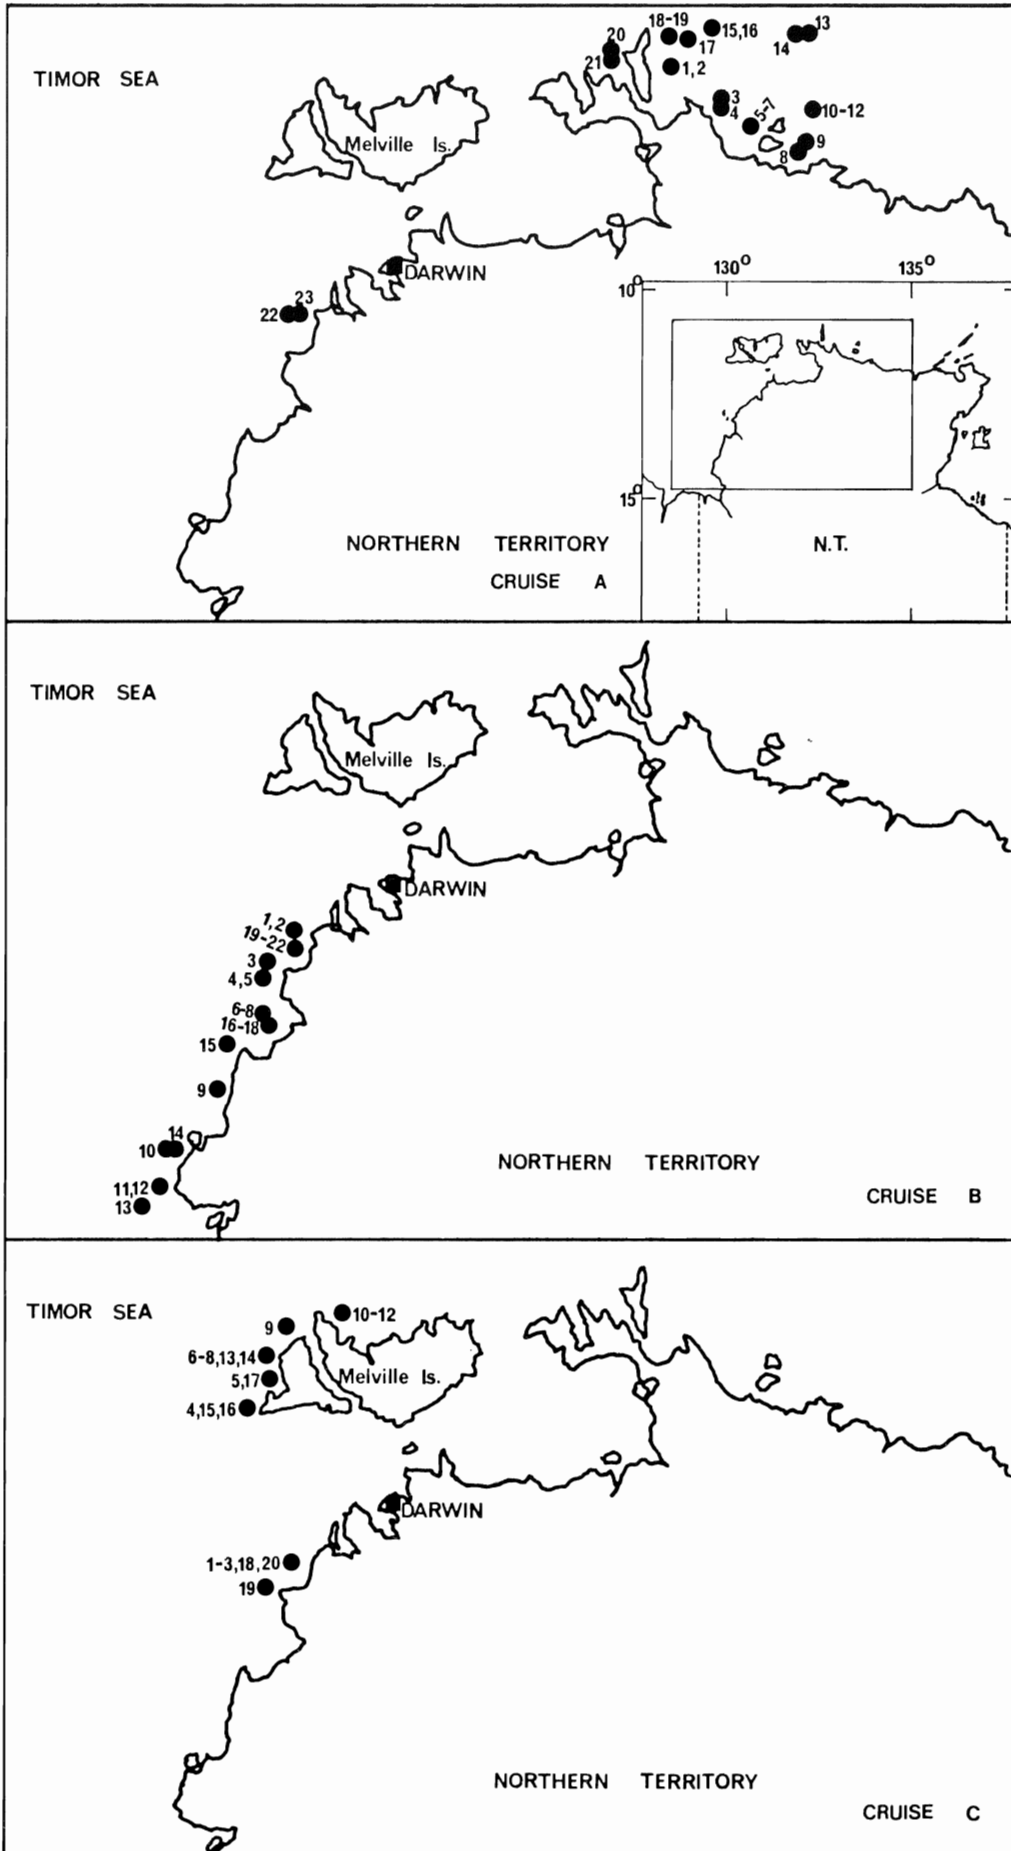 18-19
15,16
13
20
17
14
TIMOR SEA
21
1,2
3
4
5-7
10-12
Melville Is.
9
8
DARWIN
130°
135°
10°
22
23
15°
NORTHERN TERRITORY
N.T.
CRUISE A
TIMOR SEA
Melville Is.
DARWIN
1,2
19-22
3
4,5
6-8
16-18
15
9
14
10
NORTHERN TERRITORY
11,12
CRUISE B
13
TIMOR SEA
10-12
9
6-8,13,14
5,17
Melville Is.
4,15,16
DARWIN
1-3,18,20
19
NORTHERN TERRITORY
CRUISE C